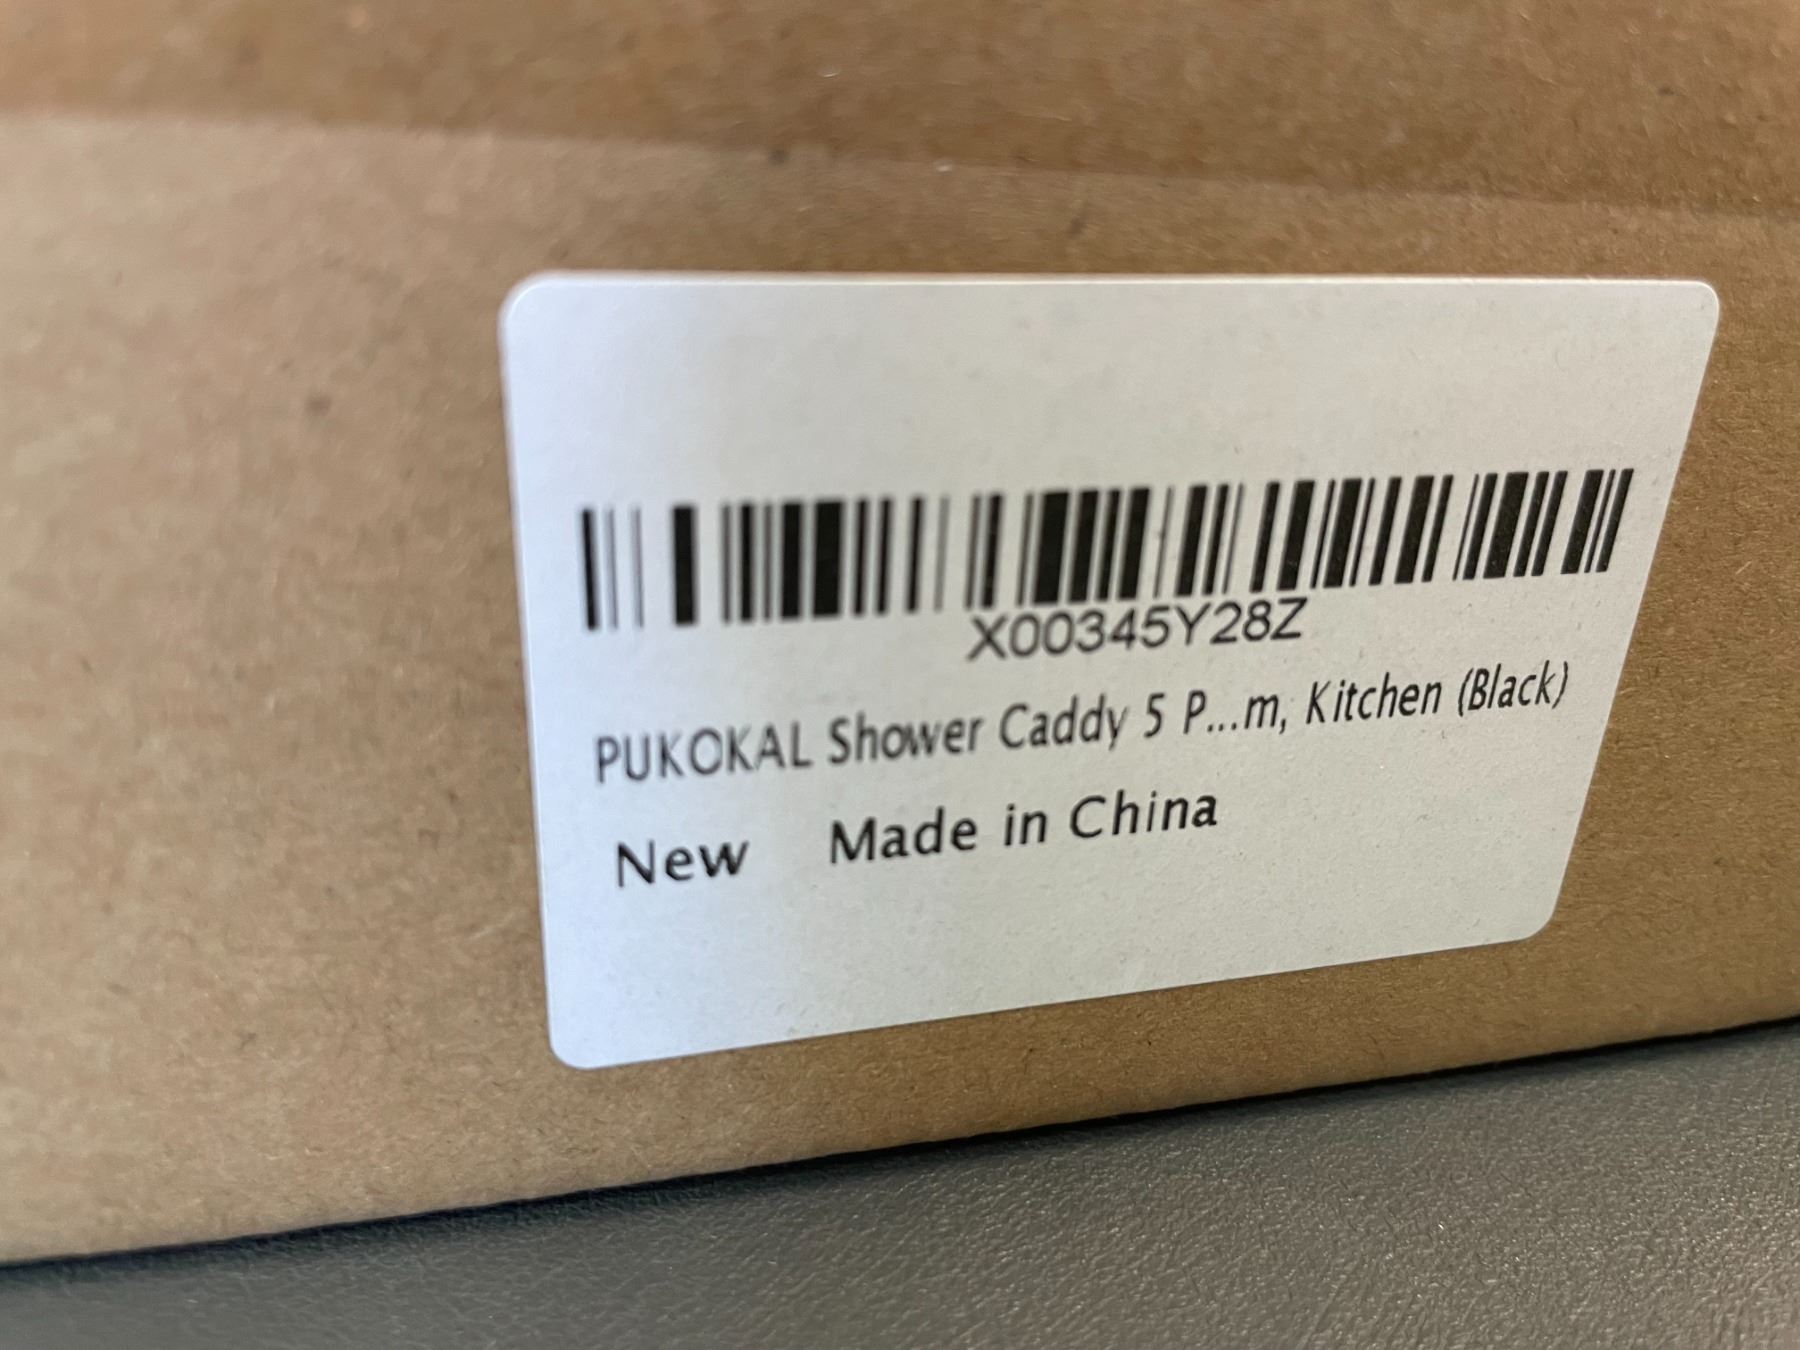 X00345Y28Z
PUKOKAL Shower Caddy 5 P...m, Kitchen (Black)
New Made in China